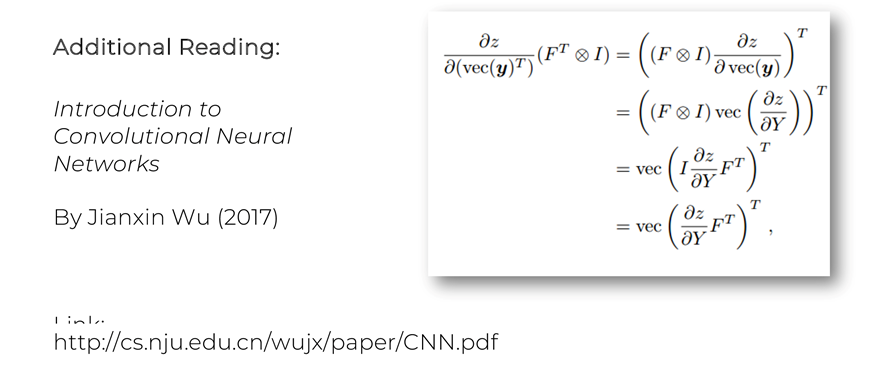 Additional Reading:
Introduction to
Convolutional Neural
Networks
By Jianxin Wu (2017)
Link:
http://cs.nju.edu.cn/wujx/paper/CNN.pdf
∂z / ∂(vec(y)^T) (F^T ⊗ I) = ((F ⊗ I) ∂z / ∂ vec(y))^T
= ((F ⊗ I) vec (∂z / ∂Y))^T
= vec (I ∂z / ∂Y F^T)^T
= vec (∂z / ∂Y F^T)^T ,